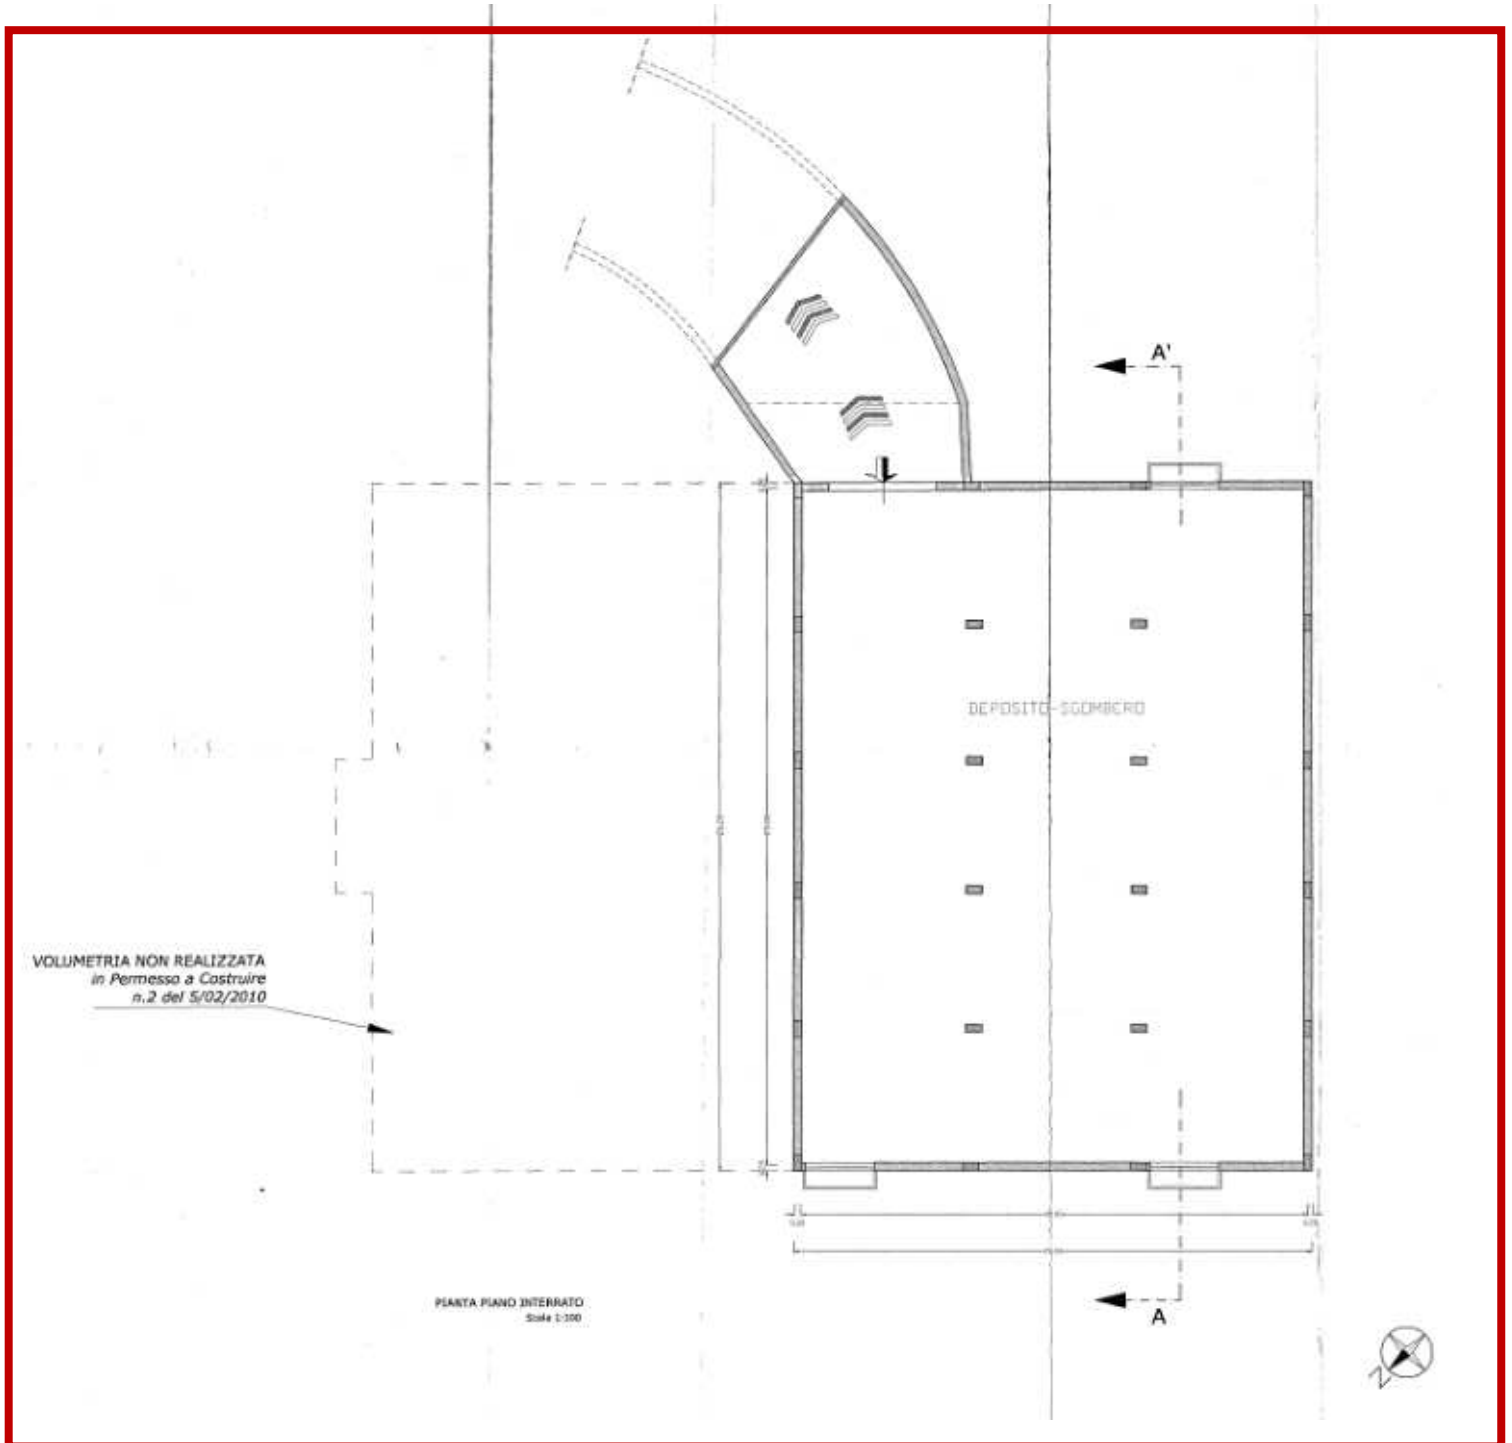 A'
DEPOSITO-SGOMBERO
VOLUMETRIA NON REALIZZATA
in Permesso a Costruire
n.2 del 5/02/2010
PIANTA PIANO INTERRATO
Scala 1:100
A
N